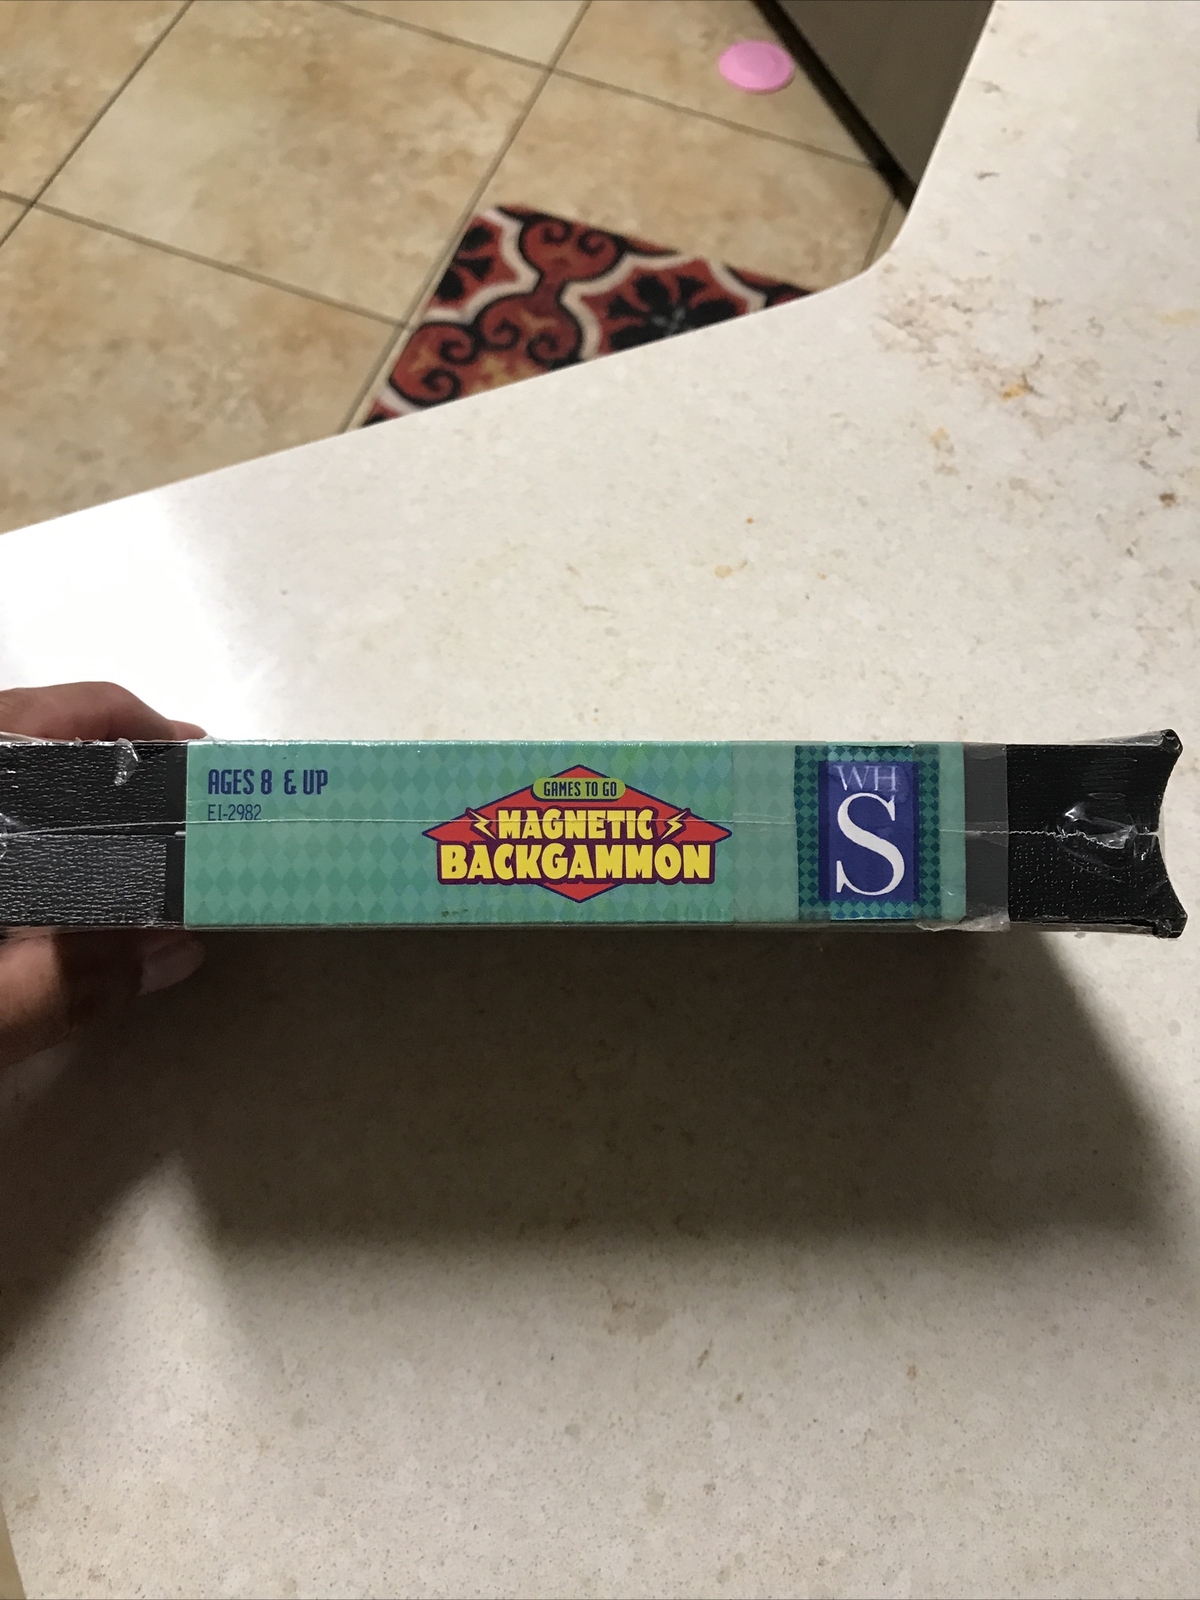 AGES 8 & UP
EI-2982
GAMES TO GO
MAGNETIC
BACKGAMMON
WH
S